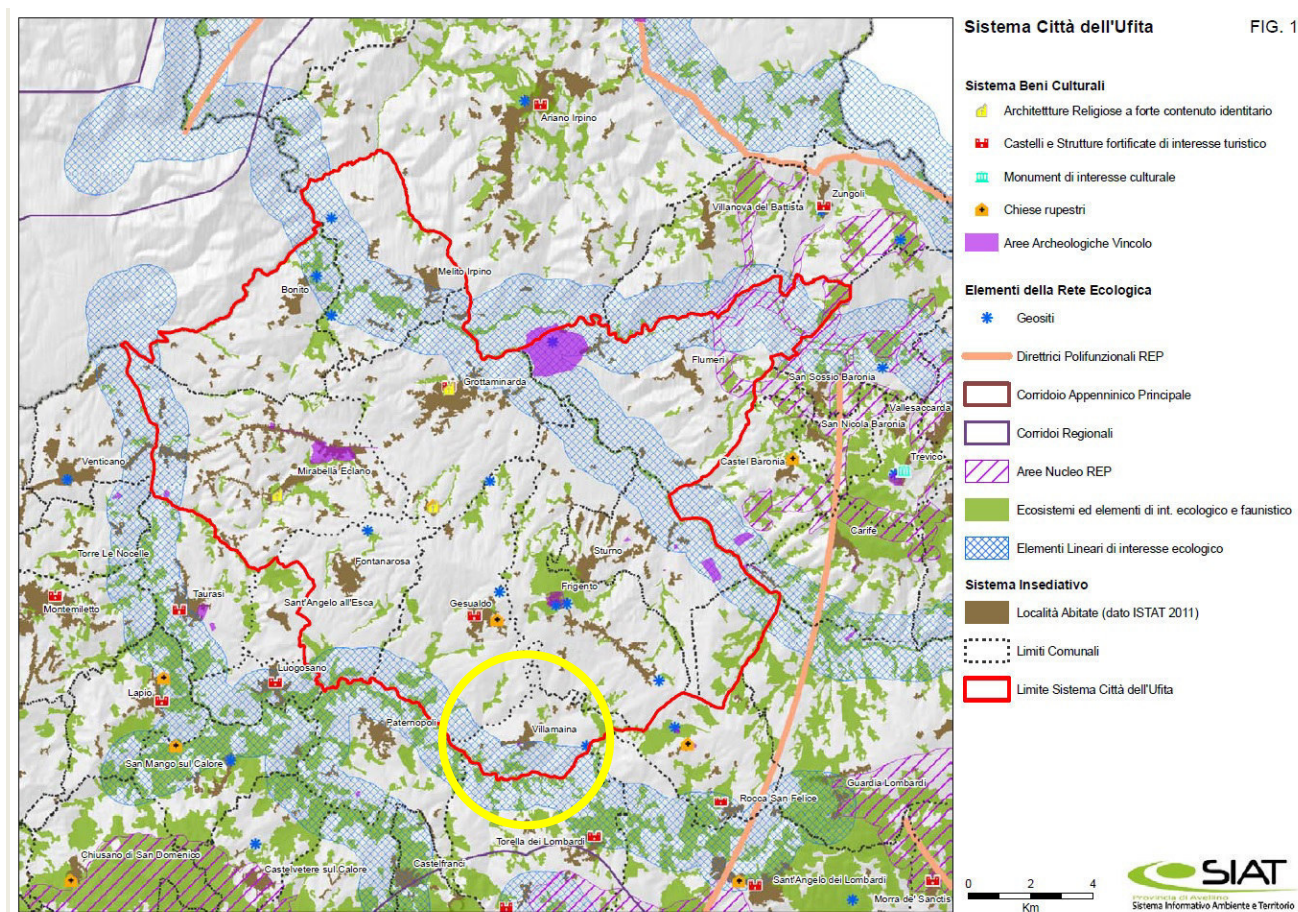 Sistema Città dell'Ufita
FIG. 1
Sistema Beni Culturali
Architettture Religiose a forte contenuto identitario
Castelli e Strutture fortificate di interesse turistico
Monument di interesse culturale
Chiese rupestri
Aree Archeologiche Vincolo
Elementi della Rete Ecologica
Geositi
Direttrici Polifunzionali REP
Corridoio Appenninico Principale
Corridoi Regionali
Aree Nucleo REP
Ecosistemi ed elementi di int. ecologico e faunistico
Elementi Lineari di interesse ecologico
Sistema Insediativo
Località Abitate (dato ISTAT 2011)
Limiti Comunali
Limite Sistema Città dell'Ufita
0 2 4
Km
SIAT
Provincia di Avellino
Sistema Informativo Ambiente e Territorio
Ariano Irpino
Zungoli
Villanova del Battista
Melito Irpino
Bonito
Flumeri
San Sossio Baronia
Grottaminarda
Vallesaccarda
San Nicola Baronia
Trevico
Castel Baronia
Venticano
Mirabella Eclano
Carife
Torre Le Nocelle
Fontanarosa
Sturno
Frigento
Taurasi
Montemiletto
Sant'Angelo all'Esca
Gesualdo
Luogosano
Lapio
Paternopoli
Villamaina
San Mango sul Calore
Guardia Lombardi
Rocca San Felice
Torella dei Lombardi
Chiusano di San Domenico
Castelvetere sul Calore
Castelfranci
Sant'Angelo dei Lombardi
Morra de' Sanctis